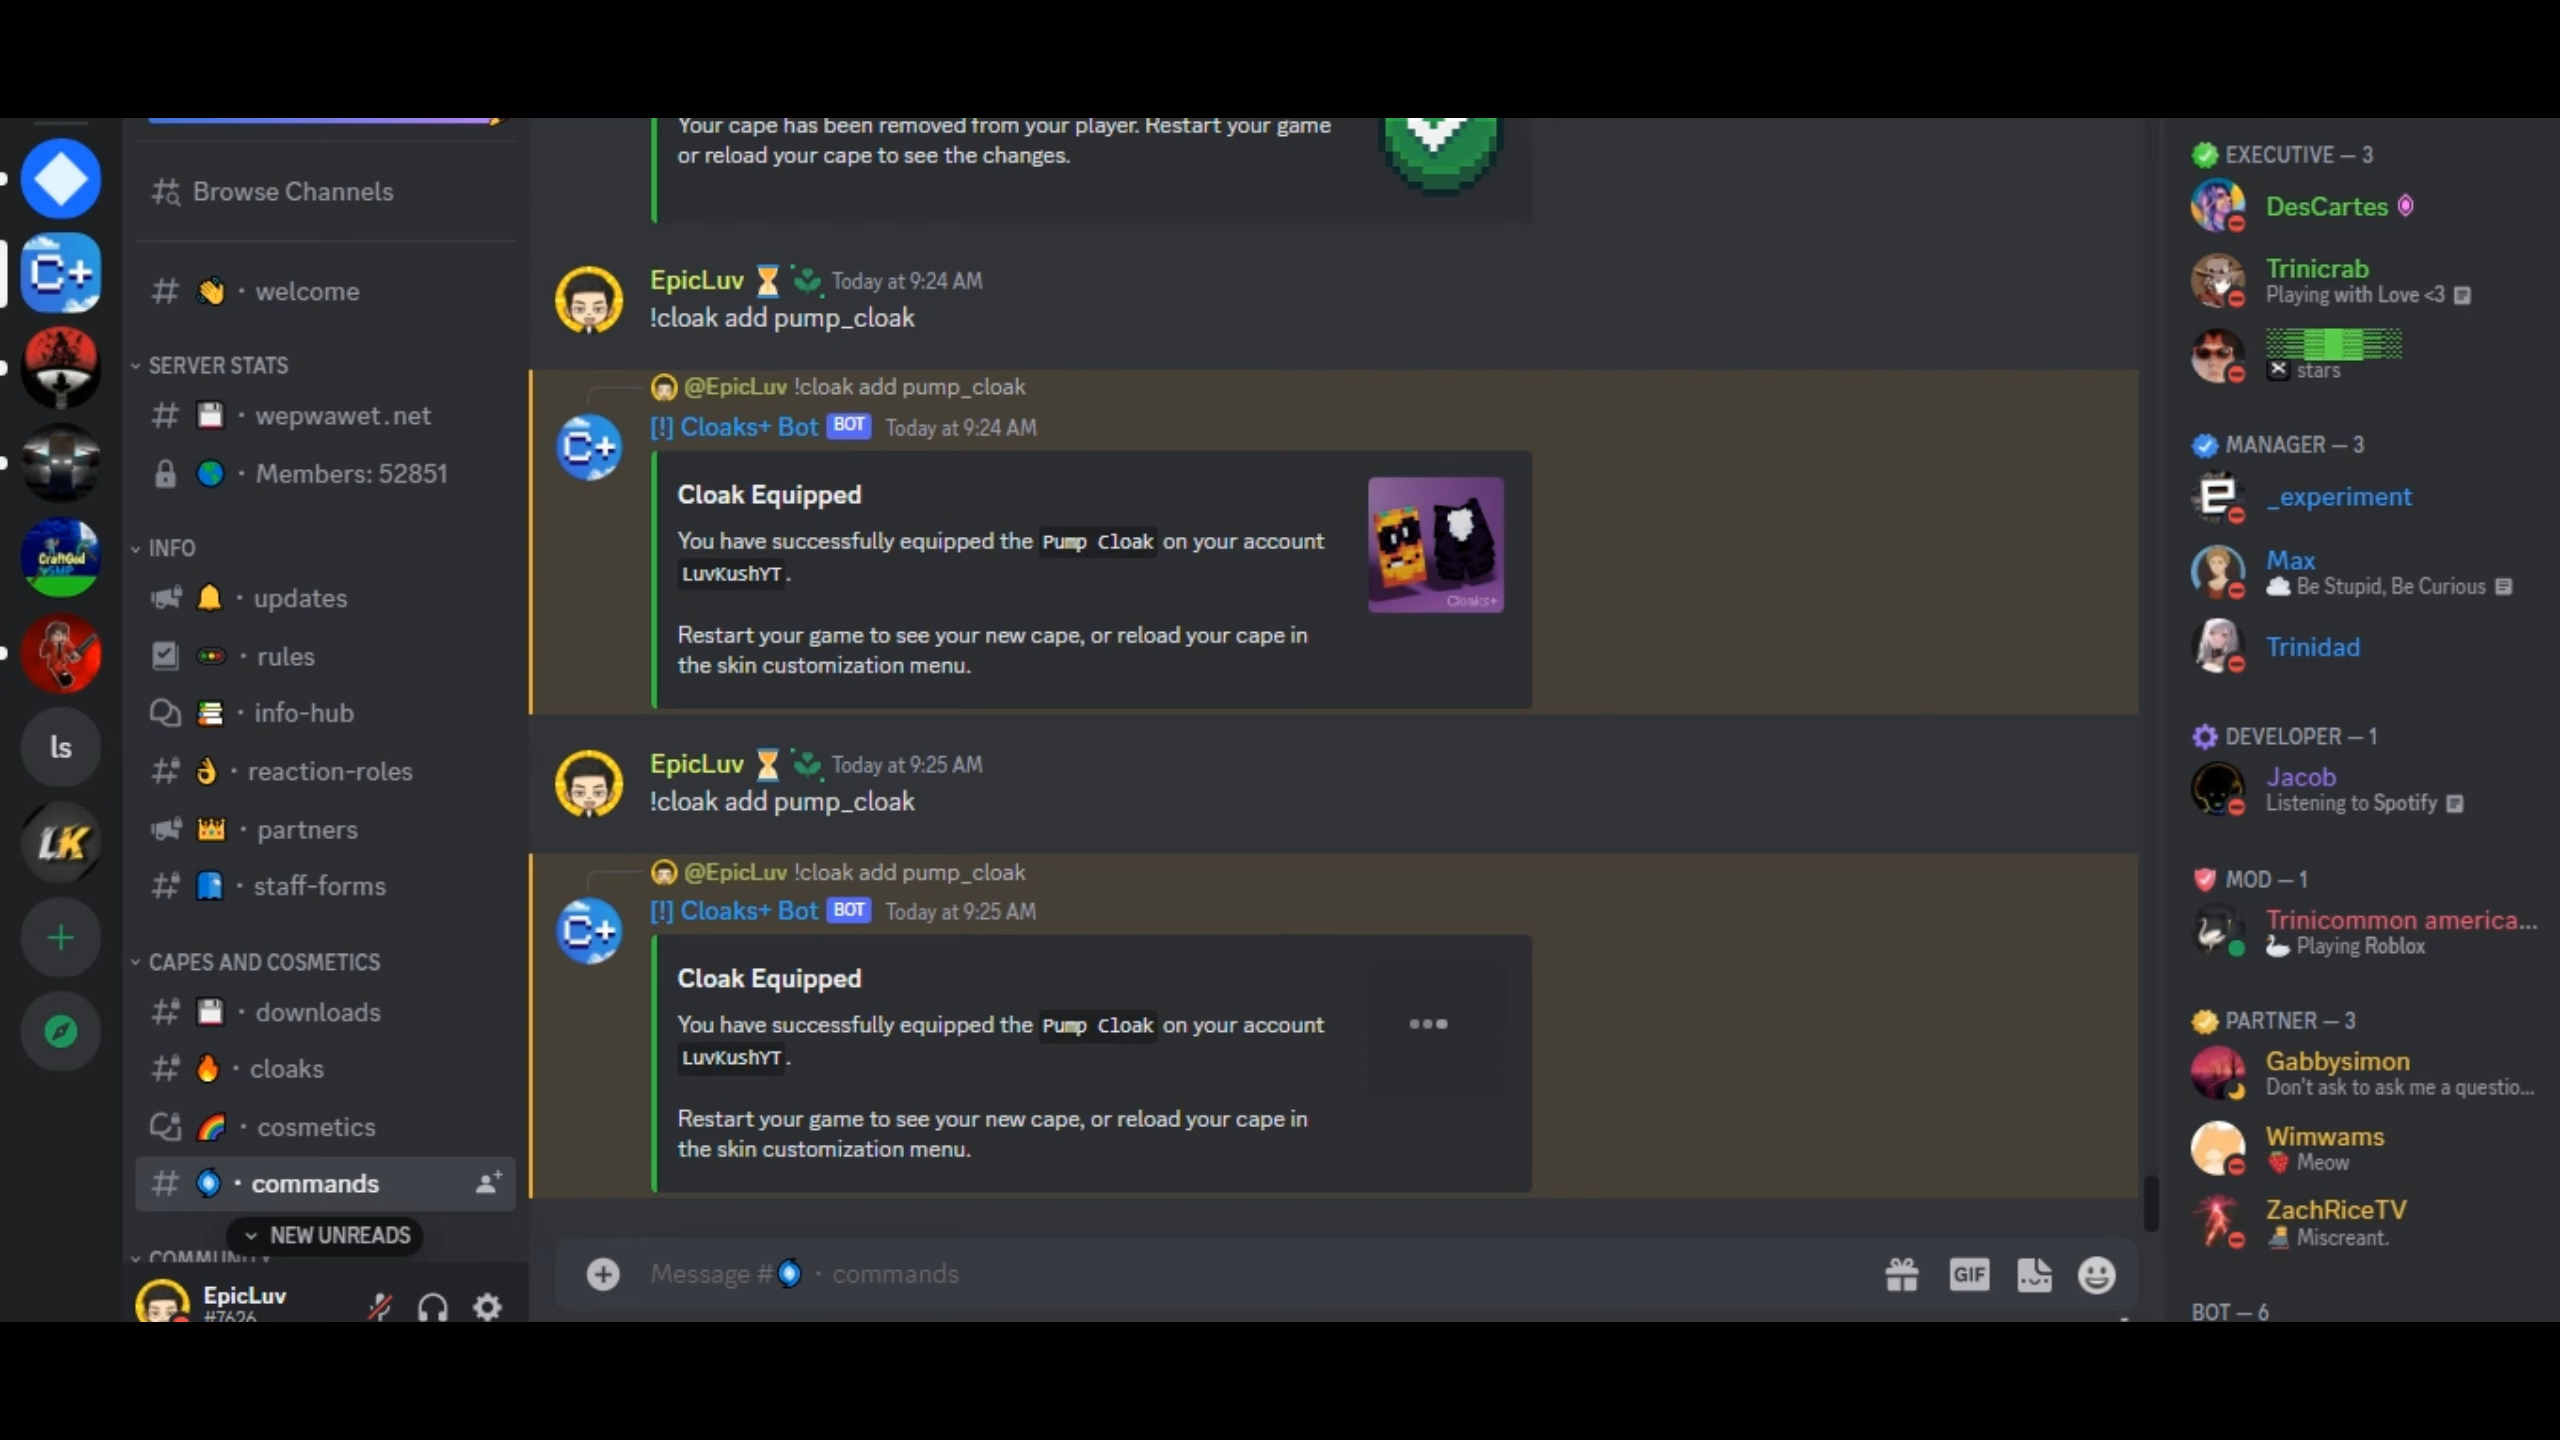 Browse Channels
welcome
SERVER STATS
wepwawet.net
Members: 52851
INFO
updates
rules
info-hub
reaction-roles
partners
staff-forms
CAPES AND COSMETICS
downloads
cloaks
cosmetics
commands
NEW UNREADS
COMMUNITY
EpicLuv
#7626
C+
CraftGod
SMP
ls
LK
Your cape has been removed from your player. Restart your game
or reload your cape to see the changes.
EpicLuv Today at 9:24 AM
!cloak add pump_cloak
@EpicLuv !cloak add pump_cloak
C+
[!] Cloaks+ Bot BOT Today at 9:24 AM
Cloak Equipped
You have successfully equipped the Pump Cloak on your account
LuvKushYT.
Restart your game to see your new cape, or reload your cape in
the skin customization menu.
Cloaks+
EpicLuv Today at 9:25 AM
!cloak add pump_cloak
@EpicLuv !cloak add pump_cloak
C+
[!] Cloaks+ Bot BOT Today at 9:25 AM
Cloak Equipped
You have successfully equipped the Pump Cloak on your account
LuvKushYT.
Restart your game to see your new cape, or reload your cape in
the skin customization menu.
Message # · commands
GIF
EXECUTIVE — 3
DesCartes
Trinicrab
Playing with Love <3
stars
MANAGER — 3
_experiment
Max
Be Stupid, Be Curious
Trinidad
DEVELOPER — 1
Jacob
Listening to Spotify
MOD — 1
Trinicommon america...
Playing Roblox
PARTNER — 3
Gabbysimon
Don't ask to ask me a questio...
Wimwams
Meow
ZachRiceTV
Miscreant.
BOT — 6